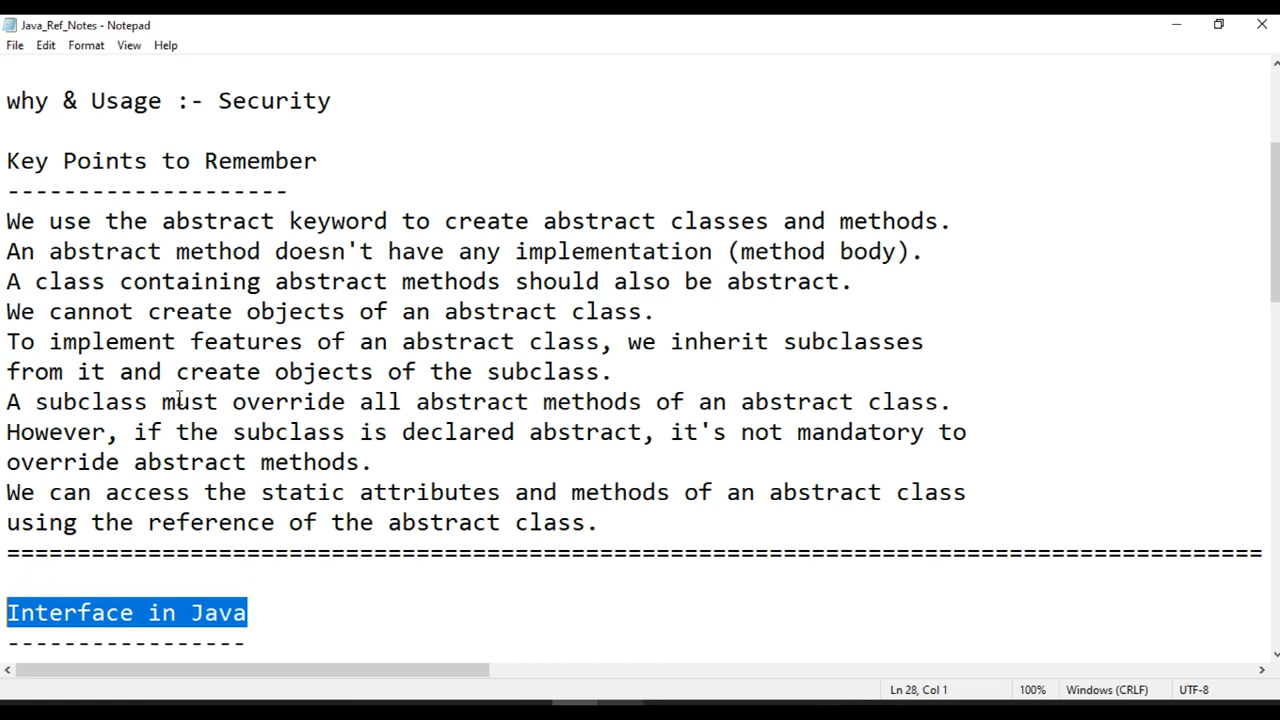 Java_Ref_Notes - Notepad
File Edit Format View Help
why & Usage :- Security
Key Points to Remember
--------------------
We use the abstract keyword to create abstract classes and methods.
An abstract method doesn't have any implementation (method body).
A class containing abstract methods should also be abstract.
We cannot create objects of an abstract class.
To implement features of an abstract class, we inherit subclasses
from it and create objects of the subclass.
A subclass must override all abstract methods of an abstract class.
However, if the subclass is declared abstract, it's not mandatory to
override abstract methods.
We can access the static attributes and methods of an abstract class
using the reference of the abstract class.
=========================================================================================
Interface in Java
-----------------
Ln 28, Col 1 100% Windows (CRLF) UTF-8